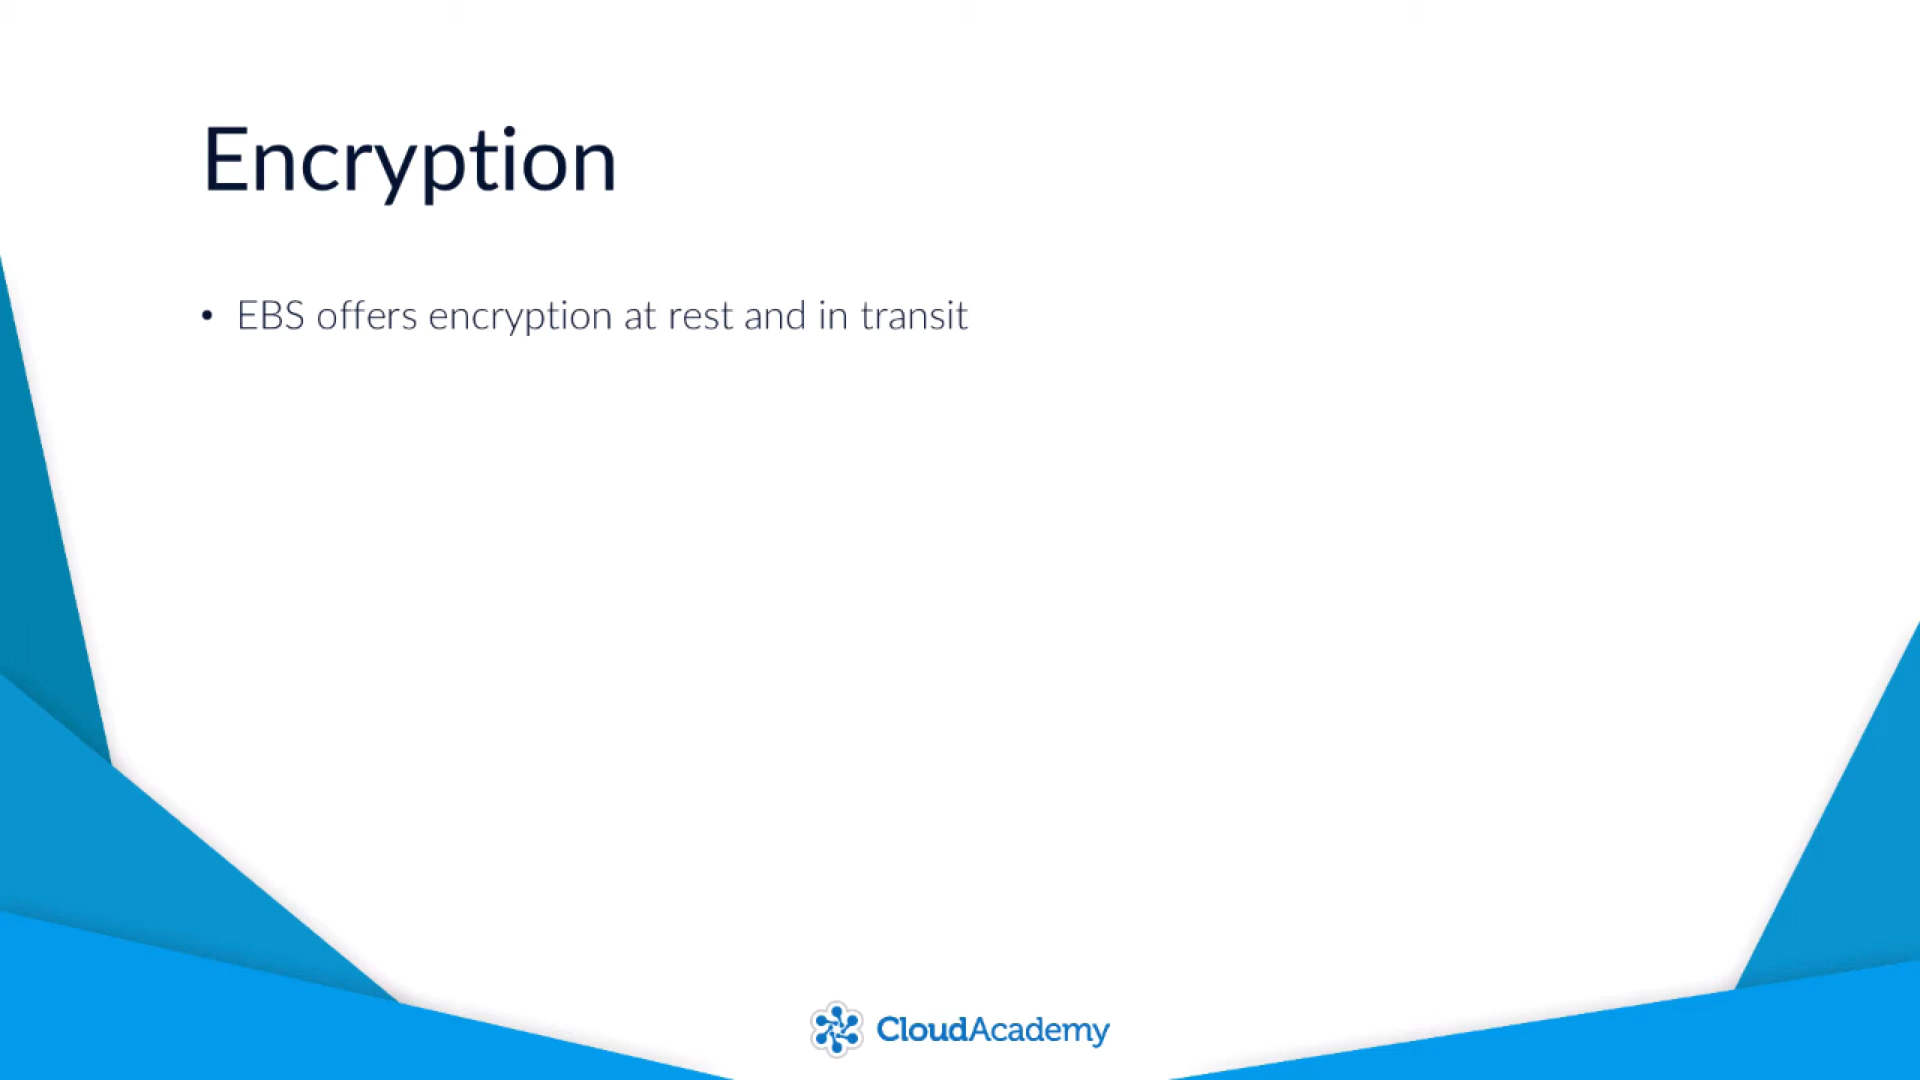 Encryption
• EBS offers encryption at rest and in transit
CloudAcademy